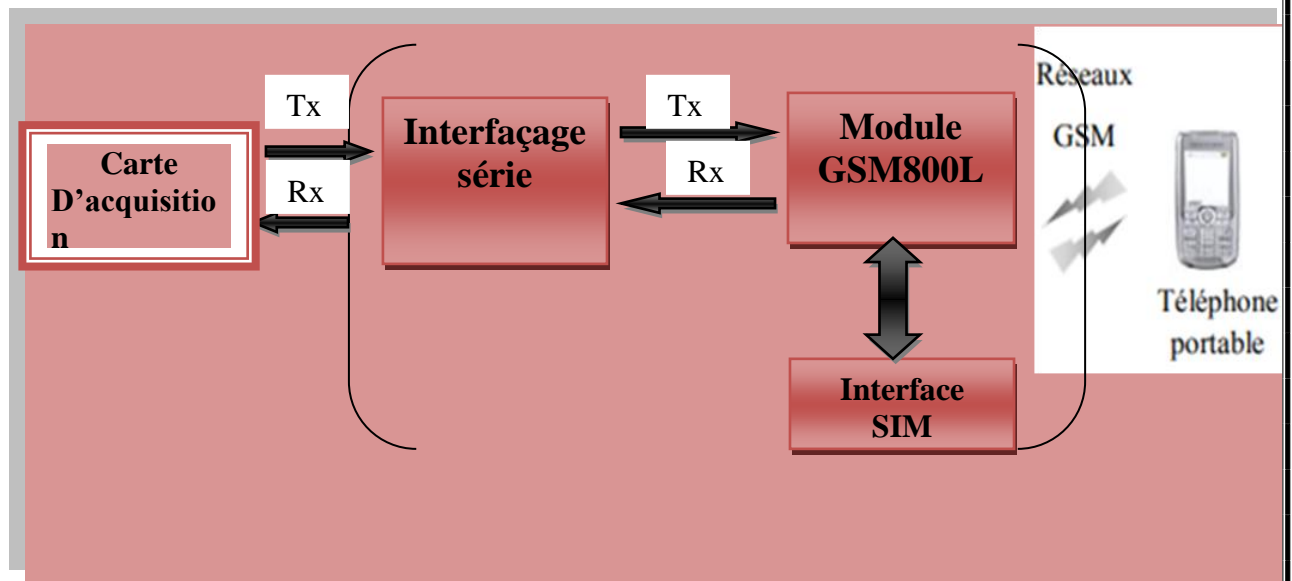 Carte
D’acquisitio
n
Tx
Rx
Interfaçage
série
Tx
Rx
Module
GSM800L
Interface
SIM
Réseaux
GSM
Téléphone
portable